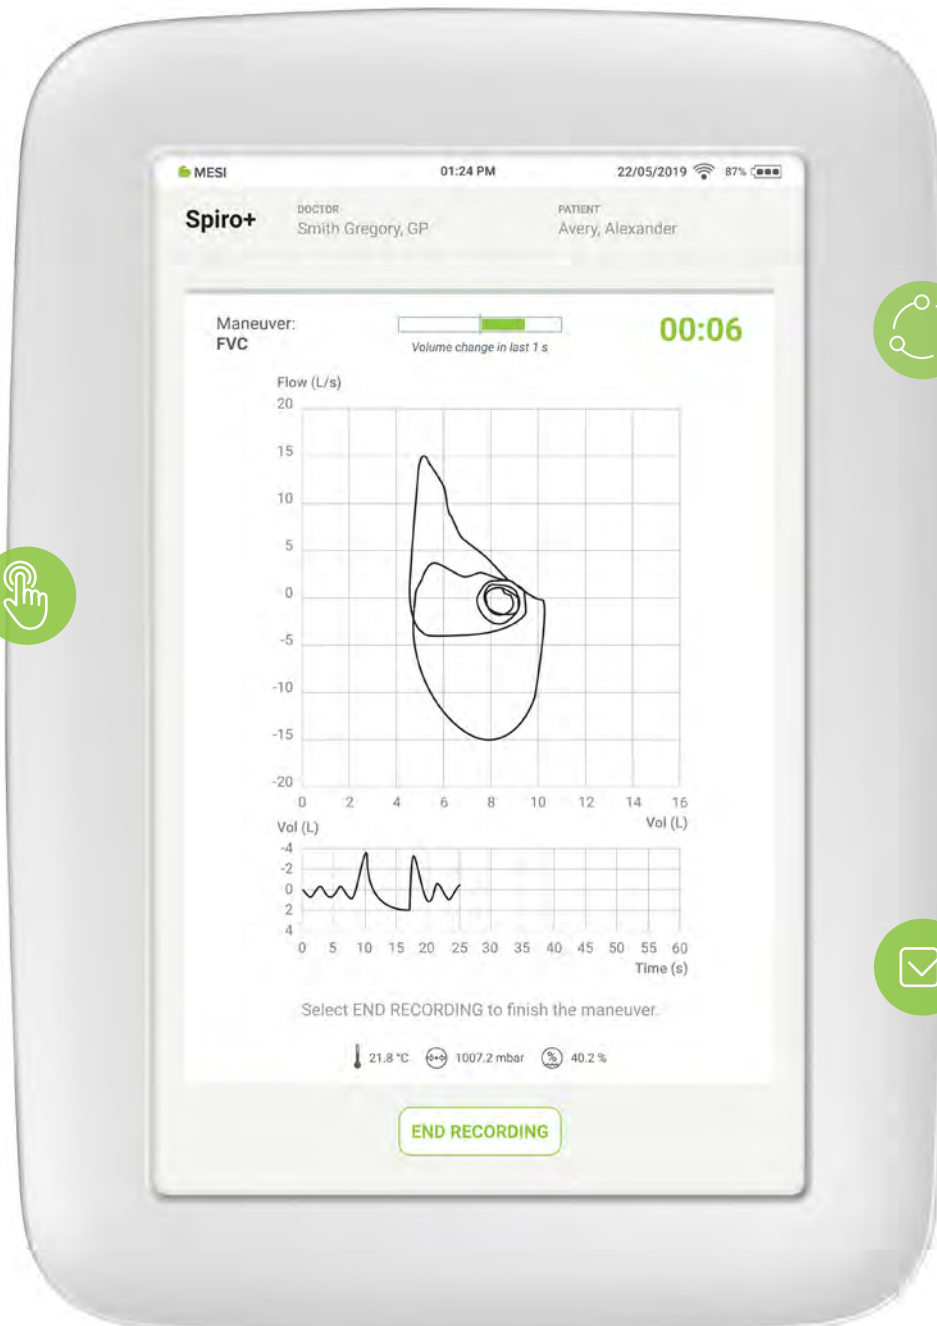 MESI 01:24 PM 22/05/2019 87%
Spiro+
DOCTOR
Smith Gregory, GP
PATIENT
Avery, Alexander
Maneuver:
FVC
Volume change in last 1 s
00:06
Flow (L/s)
20
15
10
5
0
-5
-10
-15
-20
0 2 4 6 8 10 12 14 16
Vol (L)
Vol (L)
-4
-2
0
2
4
0 5 10 15 20 25 30 35 40 45 50 55 60
Time (s)
Select END RECORDING to finish the maneuver.
21.8 °C 1007.2 mbar % 40.2 %
END RECORDING